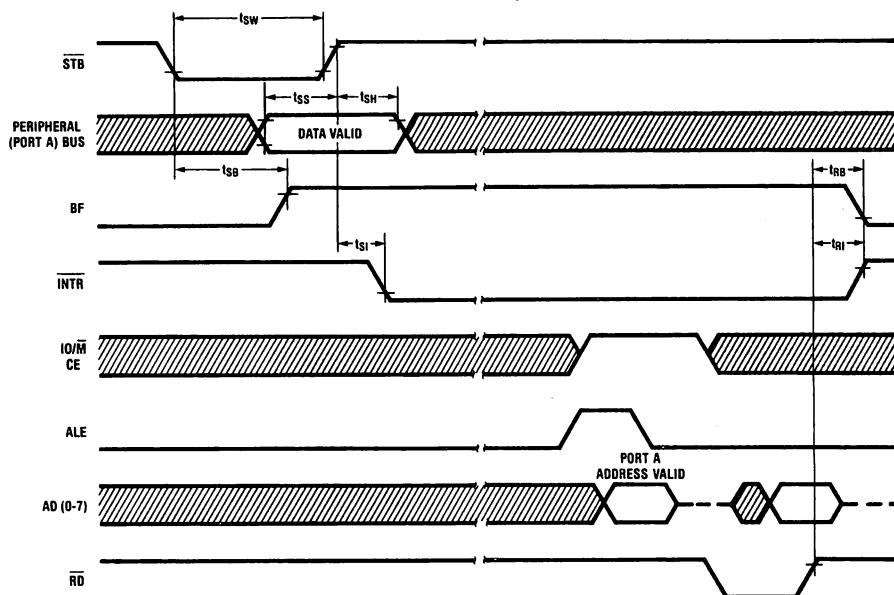 tSW
STB
tSS
tSH
PERIPHERAL
(PORT A) BUS
DATA VALID
tSB
tRB
BF
tSI
tRI
INTR
IO/M
CE
ALE
PORT A
ADDRESS VALID
AD (0-7)
RD